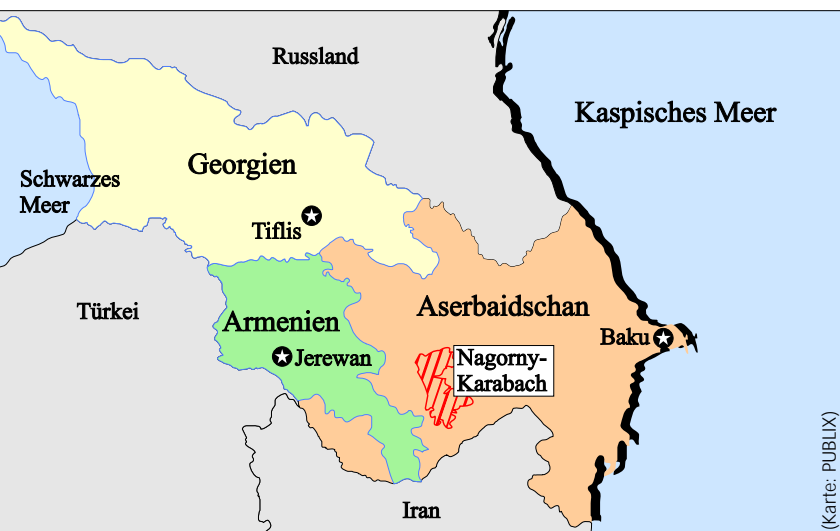 Russland
Kaspisches Meer
Georgien
Schwarzes
Meer
Tiflis
Türkei
Armenien
Aserbaidschan
Baku
Jerewan
Nagorny-
Karabach
Iran
(Karte: PUBLIX)